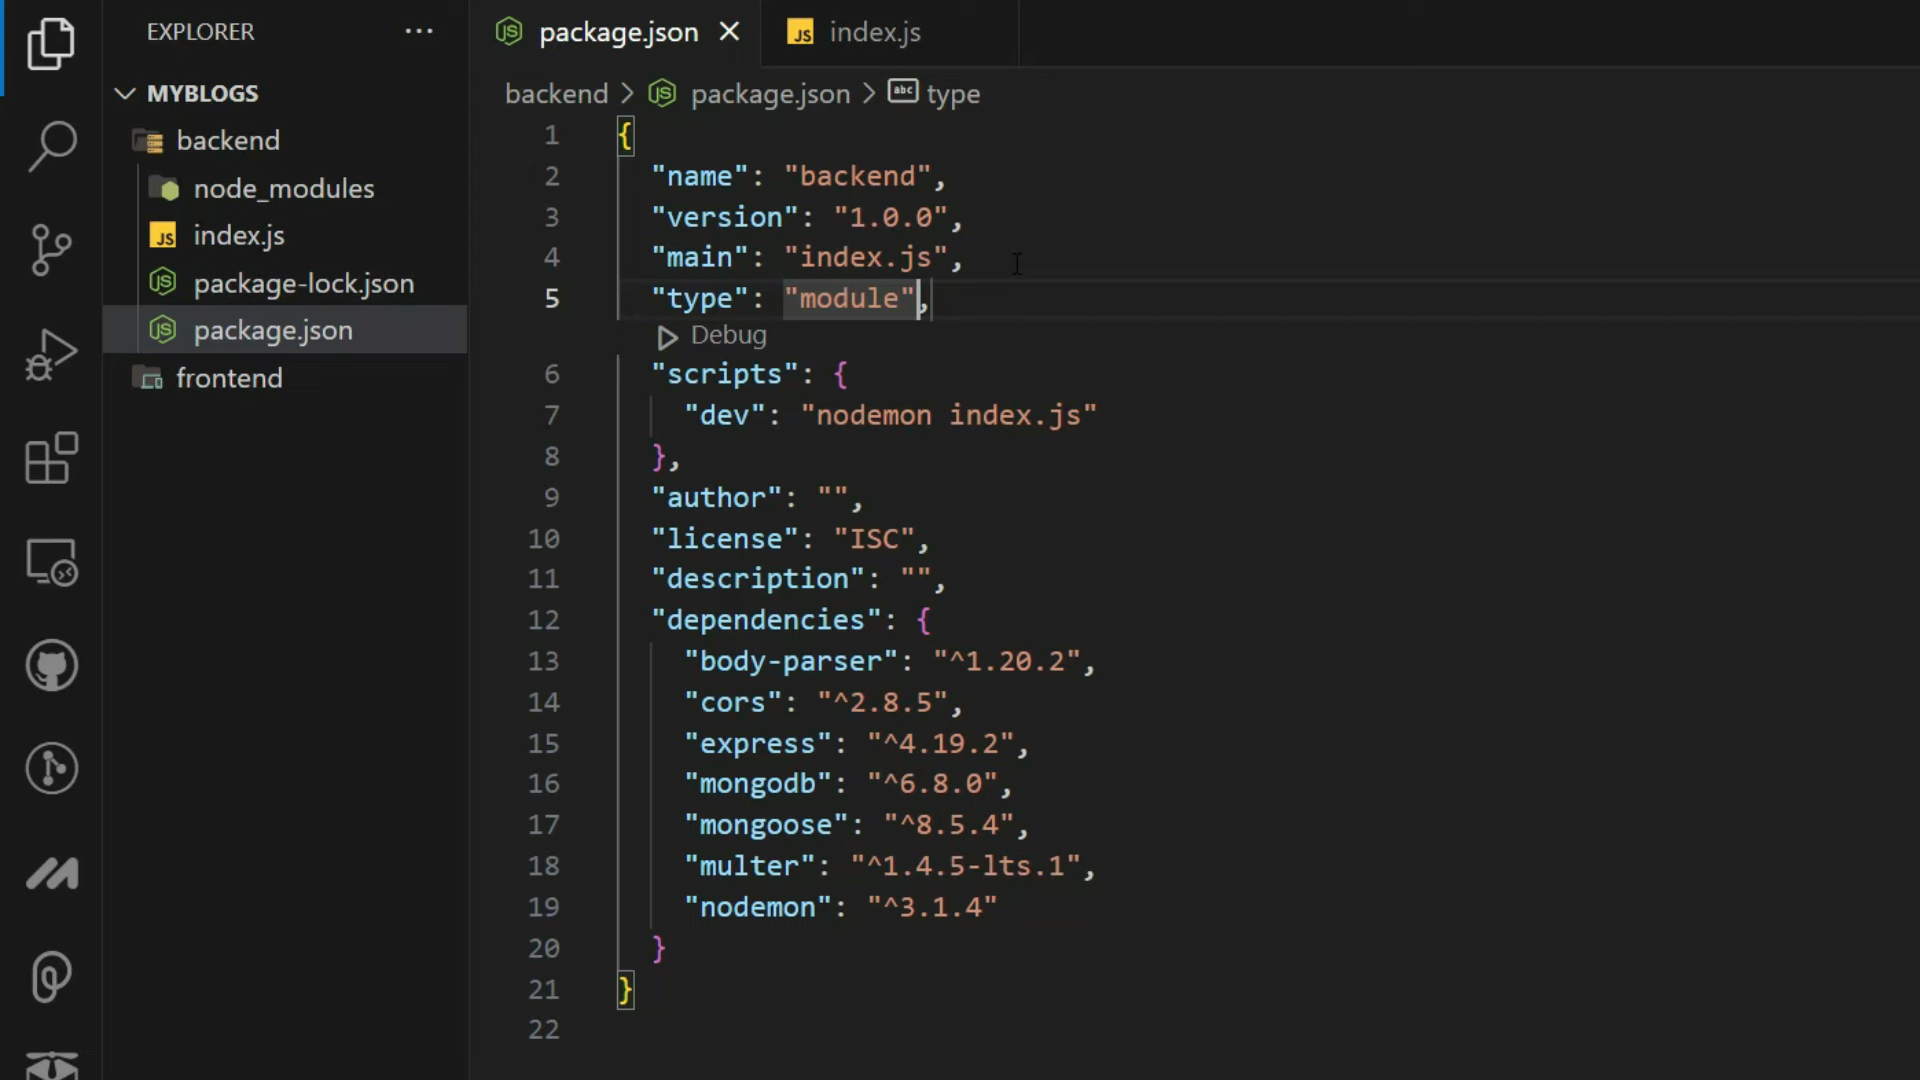 EXPLORER
MYBLOGS
backend
node_modules
index.js
package-lock.json
package.json
frontend
package.json
JS index.js
backend > package.json > abc type
1 {
2 "name": "backend",
3 "version": "1.0.0",
4 "main": "index.js",
5 "type": "module",
Debug
6 "scripts": {
7 "dev": "nodemon index.js"
8 },
9 "author": "",
10 "license": "ISC",
11 "description": "",
12 "dependencies": {
13 "body-parser": "^1.20.2",
14 "cors": "^2.8.5",
15 "express": "^4.19.2",
16 "mongodb": "^6.8.0",
17 "mongoose": "^8.5.4",
18 "multer": "^1.4.5-lts.1",
19 "nodemon": "^3.1.4"
20 }
21 }
22